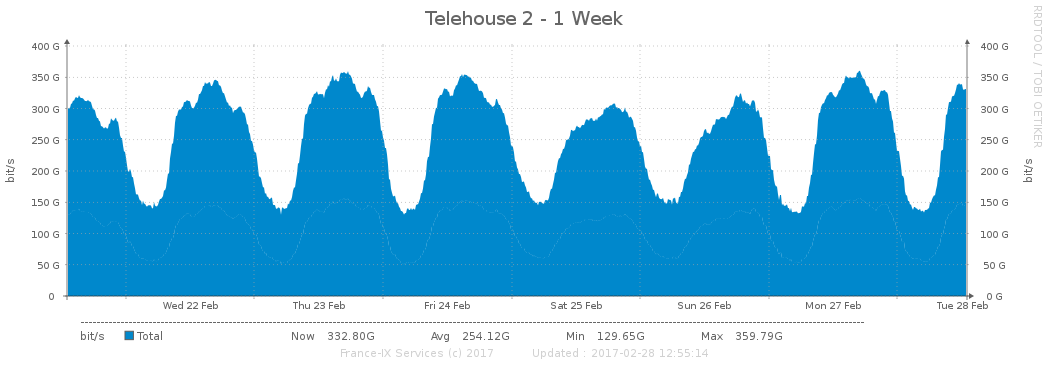 Telehouse 2 - 1 Week
RRDTOOL / TOBI OETIKER
bit/s
400 G 400 G
350 G 350 G
300 G 300 G
250 G 250 G
200 G 200 G
150 G 150 G
100 G 100 G
50 G 50 G
0 0 G
bit/s
Wed 22 Feb Thu 23 Feb Fri 24 Feb Sat 25 Feb Sun 26 Feb Mon 27 Feb Tue 28 Feb
bit/s Total Now 332.80G Avg 254.12G Min 129.65G Max 359.79G
France-IX Services (c) 2017 Updated : 2017-02-28 12:55:14